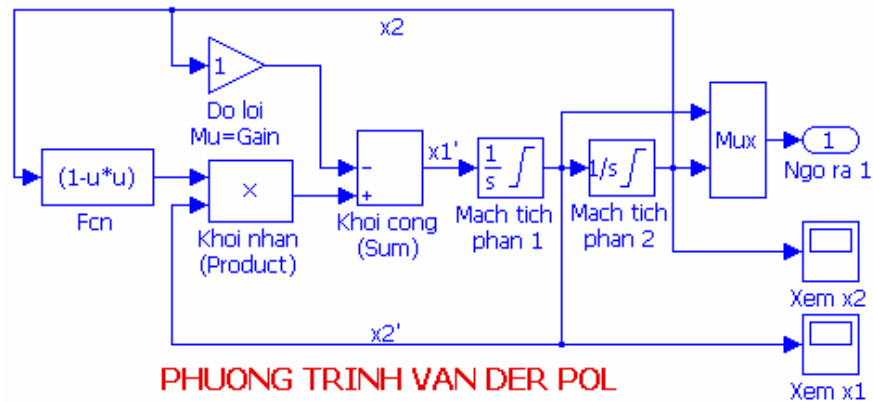 x2
1
Do loi
Mu=Gain
(1-u*u)
Fcn
×
Khoi nhan
(Product)
−
+
Khoi cong
(Sum)
x1'
1
s
Mach tich
phan 1
1/s
Mach tich
phan 2
Mux
1
Ngo ra 1
Xem x2
x2'
Xem x1
PHUONG TRINH VAN DER POL